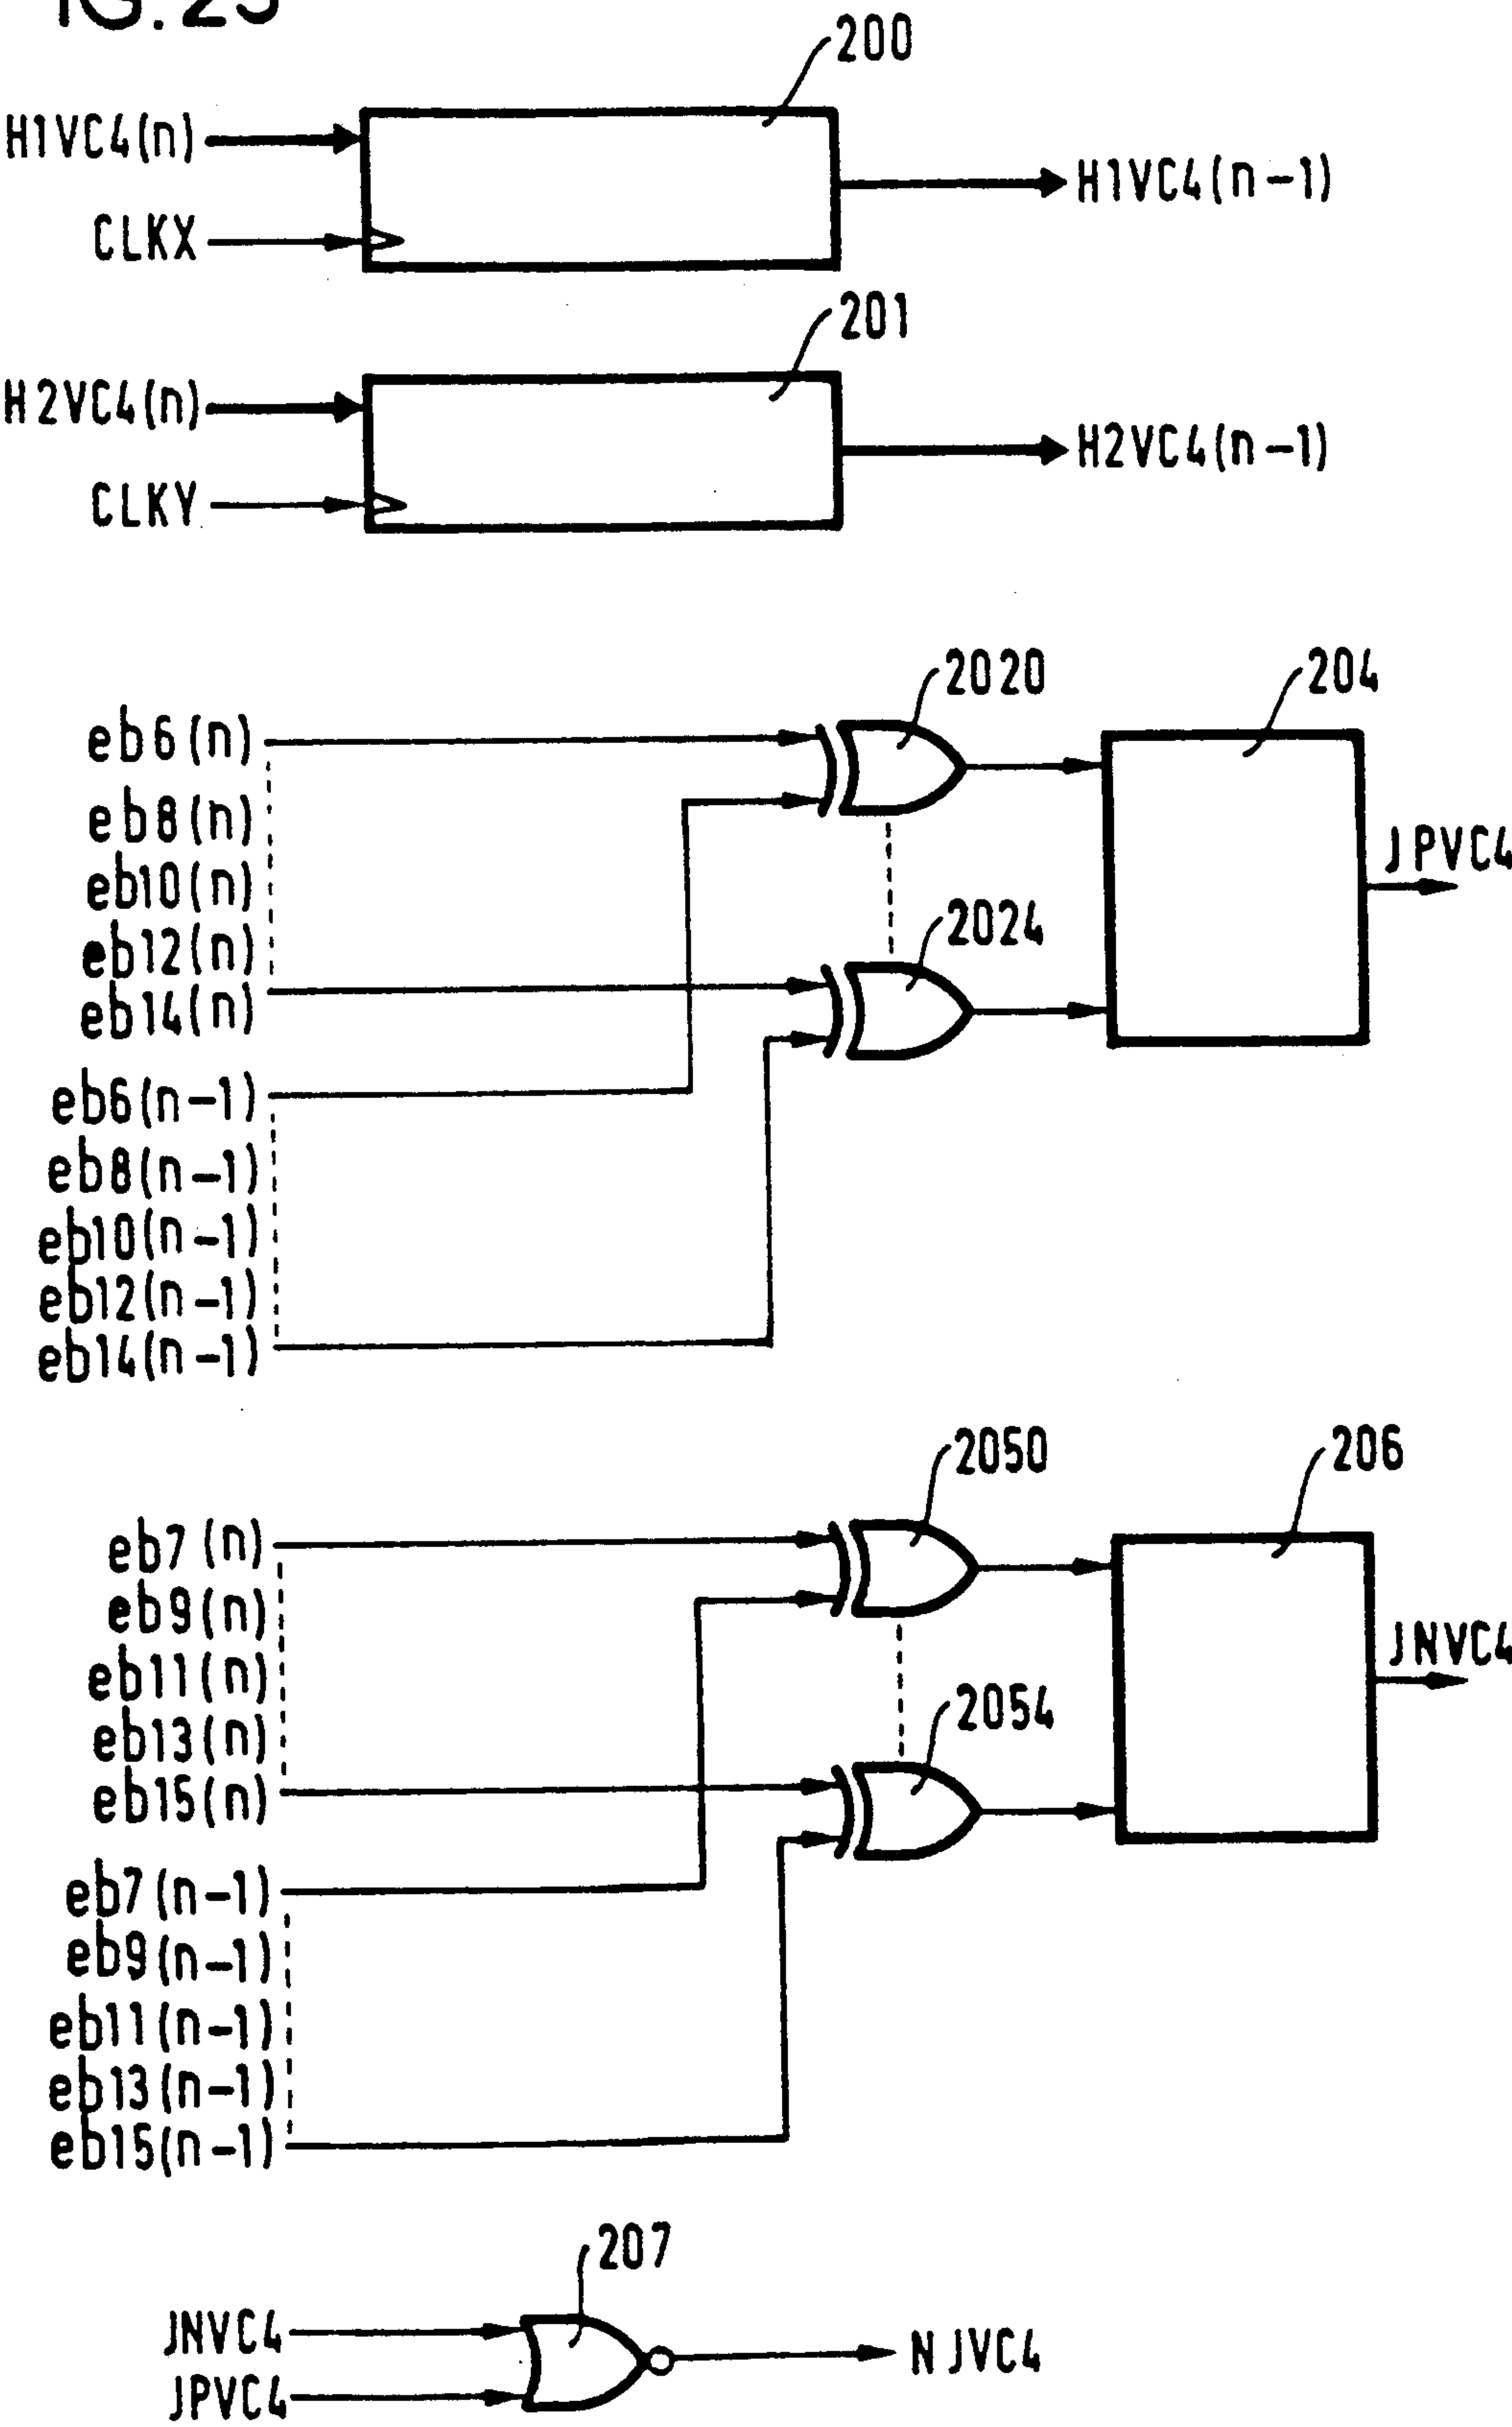 IG.25
200
H1VC4(n)
H1VC4(n-1)
CLKX
201
H2VC4(n)
H2VC4(n-1)
CLKY
2020
204
eb6(n)
eb8(n)
JPVC4
eb10(n)
2024
eb12(n)
eb14(n)
eb6(n-1)
eb8(n-1)
eb10(n-1)
eb12(n-1)
eb14(n-1)
2050
206
eb7(n)
eb9(n)
JNVC4
eb11(n)
2054
eb13(n)
eb15(n)
eb7(n-1)
eb9(n-1)
eb11(n-1)
eb13(n-1)
eb15(n-1)
207
JNVC4
NJVC4
JPVC4